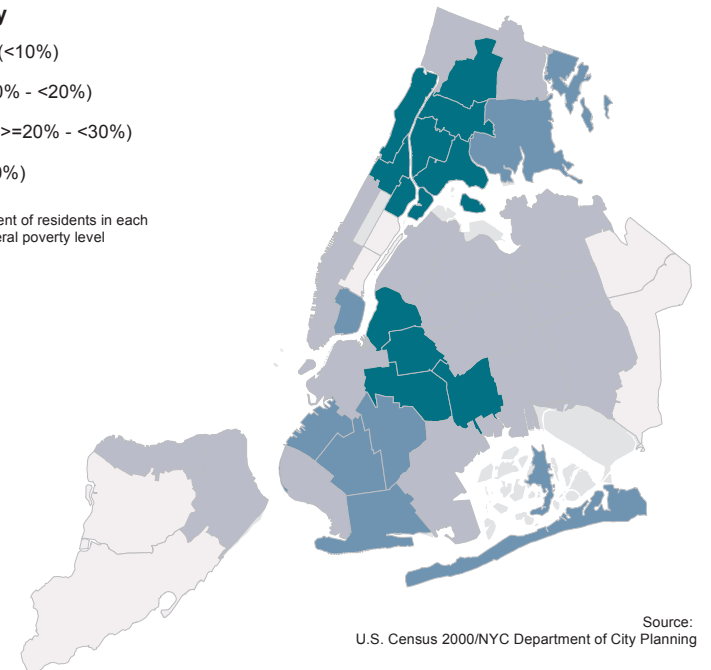 y
(<10%)
0% - <20%)
>=20% - <30%)
0%)
ent of residents in each
eral poverty level
Source:
U.S. Census 2000/NYC Department of City Planning